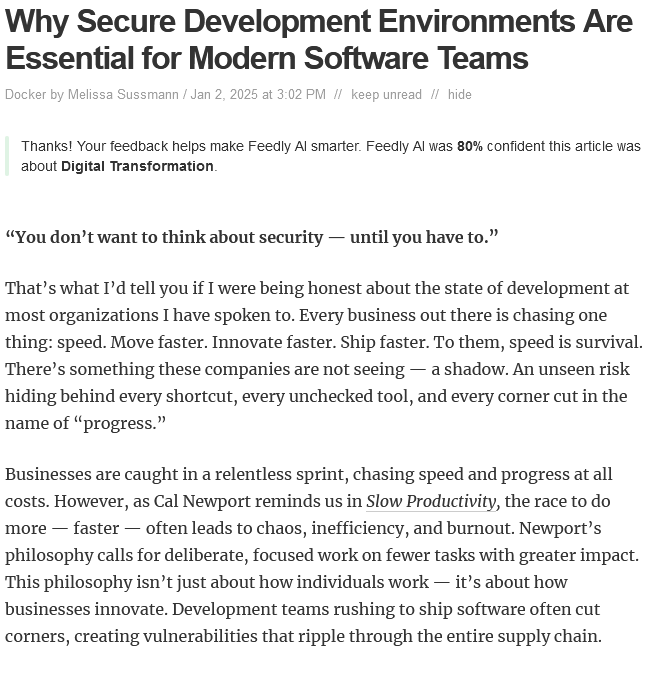 Why Secure Development Environments Are
Essential for Modern Software Teams
Docker by Melissa Sussmann / Jan 2, 2025 at 3:02 PM // keep unread // hide
Thanks! Your feedback helps make Feedly AI smarter. Feedly AI was 80% confident this article was
about Digital Transformation.
“You don’t want to think about security — until you have to.”
That’s what I’d tell you if I were being honest about the state of development at
most organizations I have spoken to. Every business out there is chasing one
thing: speed. Move faster. Innovate faster. Ship faster. To them, speed is survival.
There’s something these companies are not seeing — a shadow. An unseen risk
hiding behind every shortcut, every unchecked tool, and every corner cut in the
name of “progress.”
Businesses are caught in a relentless sprint, chasing speed and progress at all
costs. However, as Cal Newport reminds us in Slow Productivity, the race to do
more — faster — often leads to chaos, inefficiency, and burnout. Newport’s
philosophy calls for deliberate, focused work on fewer tasks with greater impact.
This philosophy isn’t just about how individuals work — it’s about how
businesses innovate. Development teams rushing to ship software often cut
corners, creating vulnerabilities that ripple through the entire supply chain.